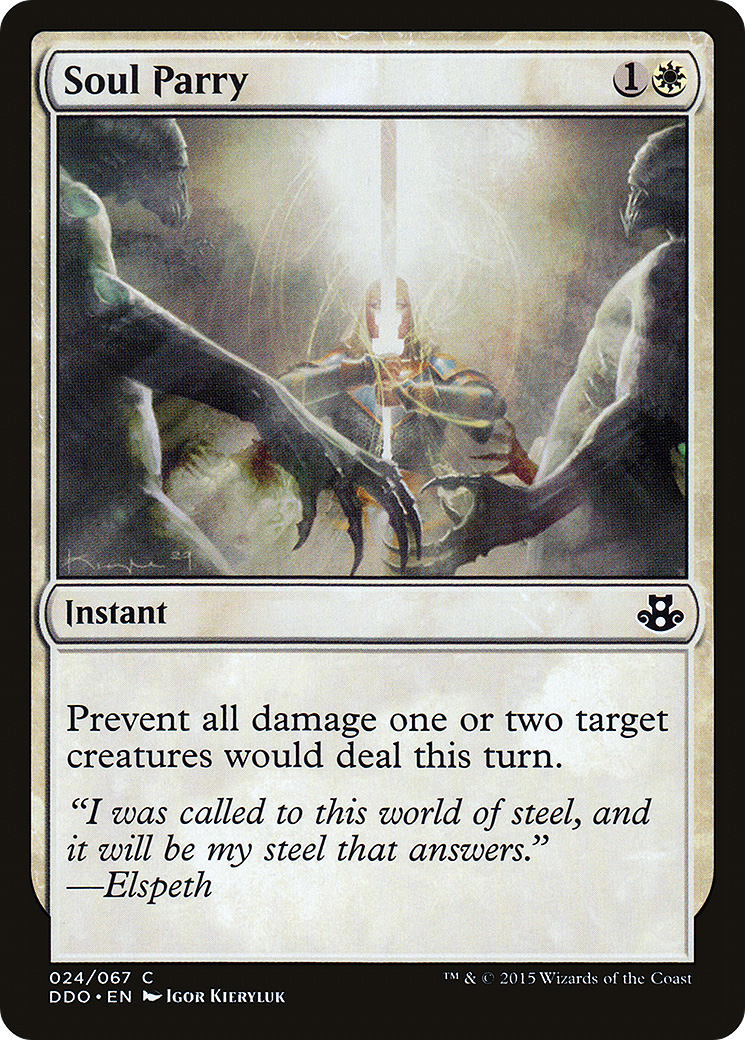 Soul Parry
1
Instant
Prevent all damage one or two target
creatures would deal this turn.
“I was called to this world of steel, and
it will be my steel that answers.”
—Elspeth
024/067 C
™ & © 2015 Wizards of the Coast
DDO • EN Igor Kieryluk